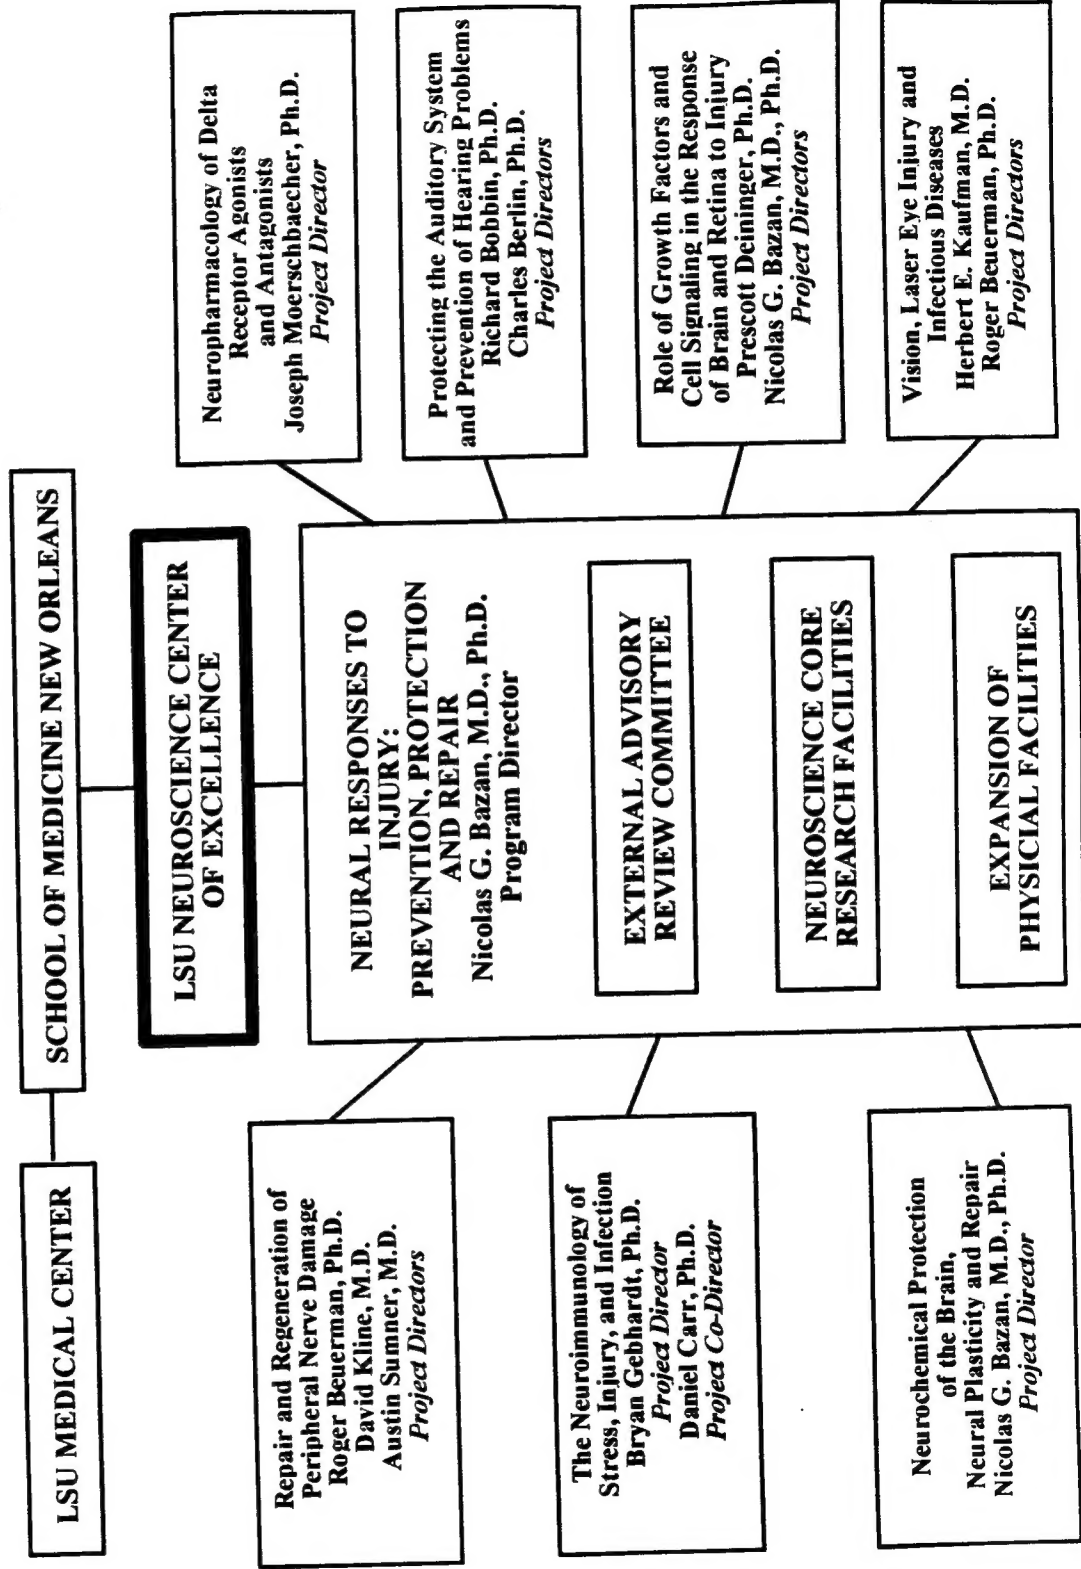 LSU MEDICAL CENTER
SCHOOL OF MEDICINE NEW ORLEANS
LSU NEUROSCIENCE CENTER
OF EXCELLENCE
NEURAL RESPONSES TO
INJURY:
PREVENTION, PROTECTION
AND REPAIR
Nicolas G. Bazan, M.D., Ph.D.
Program Director
EXTERNAL ADVISORY
REVIEW COMMITTEE
NEUROSCIENCE CORE
RESEARCH FACILITIES
EXPANSION OF
PHYSICIAL FACILITIES
Repair and Regeneration of
Peripheral Nerve Damage
Roger Beuerman, Ph.D.
David Kline, M.D.
Austin Sumner, M.D.
Project Directors
The Neuroimmunology of
Stress, Injury, and Infection
Bryan Gebhardt, Ph.D.
Project Director
Daniel Carr, Ph.D.
Project Co-Director
Neurochemical Protection
of the Brain,
Neural Plasticity and Repair
Nicolas G. Bazan, M.D., Ph.D.
Project Director
Neuropharmacology of Delta
Receptor Agonists
and Antagonists
Joseph Moerschbaecher, Ph.D.
Project Director
Protecting the Auditory System
and Prevention of Hearing Problems
Richard Bobbin, Ph.D.
Charles Berlin, Ph.D.
Project Directors
Role of Growth Factors and
Cell Signaling in the Response
of Brain and Retina to Injury
Prescott Deininger, Ph.D.
Nicolas G. Bazan, M.D., Ph.D.
Project Directors
Vision, Laser Eye Injury and
Infectious Diseases
Herbert E. Kaufman, M.D.
Roger Beuerman, Ph.D.
Project Directors